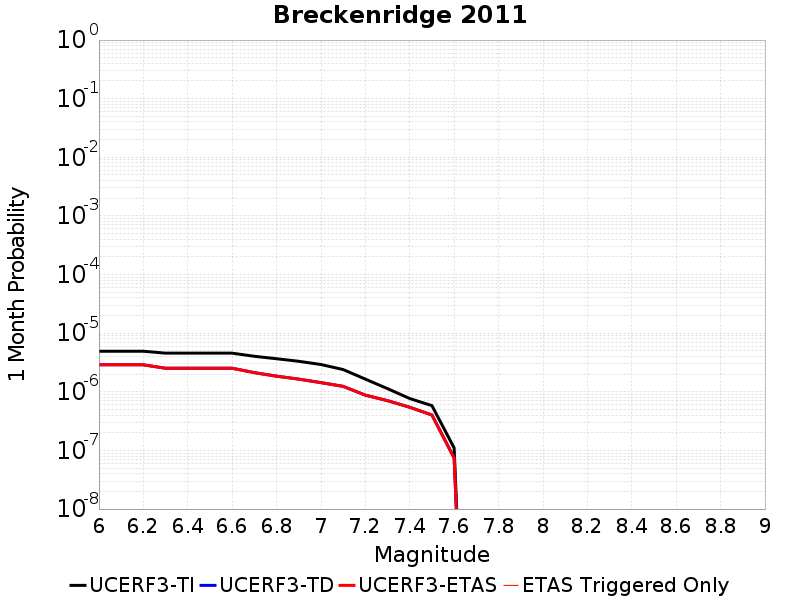 Breckenridge 2011
1 Month Probability
10^0
10^-1
10^-2
10^-3
10^-4
10^-5
10^-6
10^-7
10^-8
6 6.2 6.4 6.6 6.8 7 7.2 7.4 7.6 7.8 8 8.2 8.4 8.6 8.8 9
Magnitude
UCERF3-TI UCERF3-TD UCERF3-ETAS ETAS Triggered Only